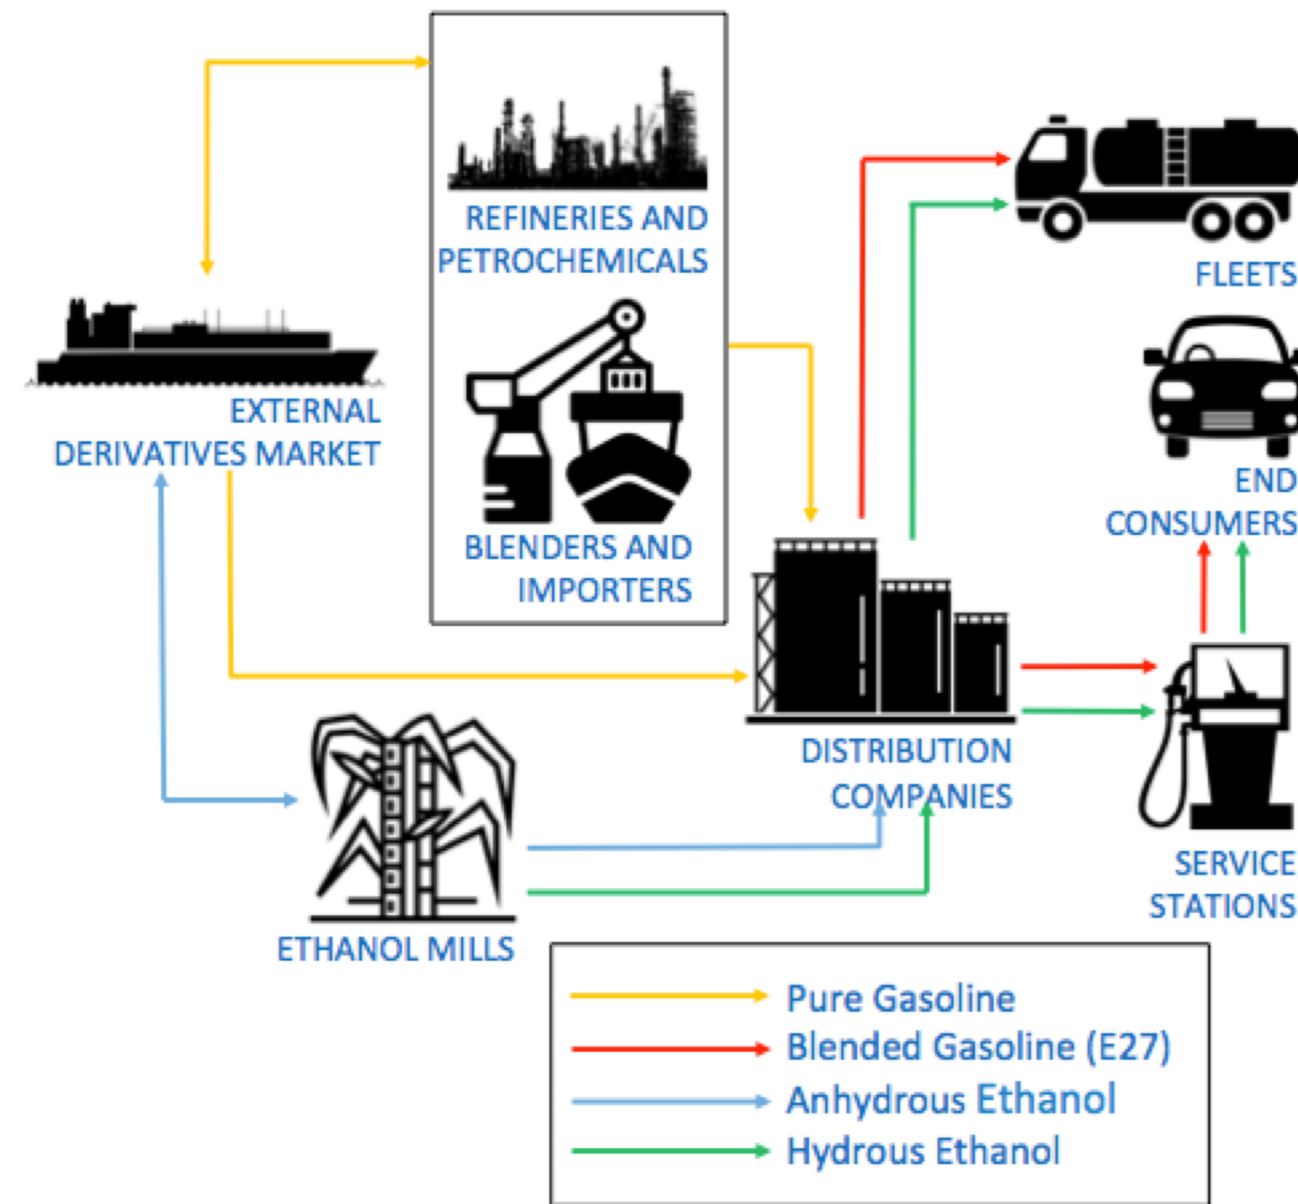 REFINERIES AND
PETROCHEMICALS
FLEETS
EXTERNAL
DERIVATIVES MARKET
END
CONSUMERS
BLENDERS AND
IMPORTERS
DISTRIBUTION
COMPANIES
SERVICE
STATIONS
ETHANOL MILLS
Pure Gasoline
Blended Gasoline (E27)
Anhydrous Ethanol
Hydrous Ethanol